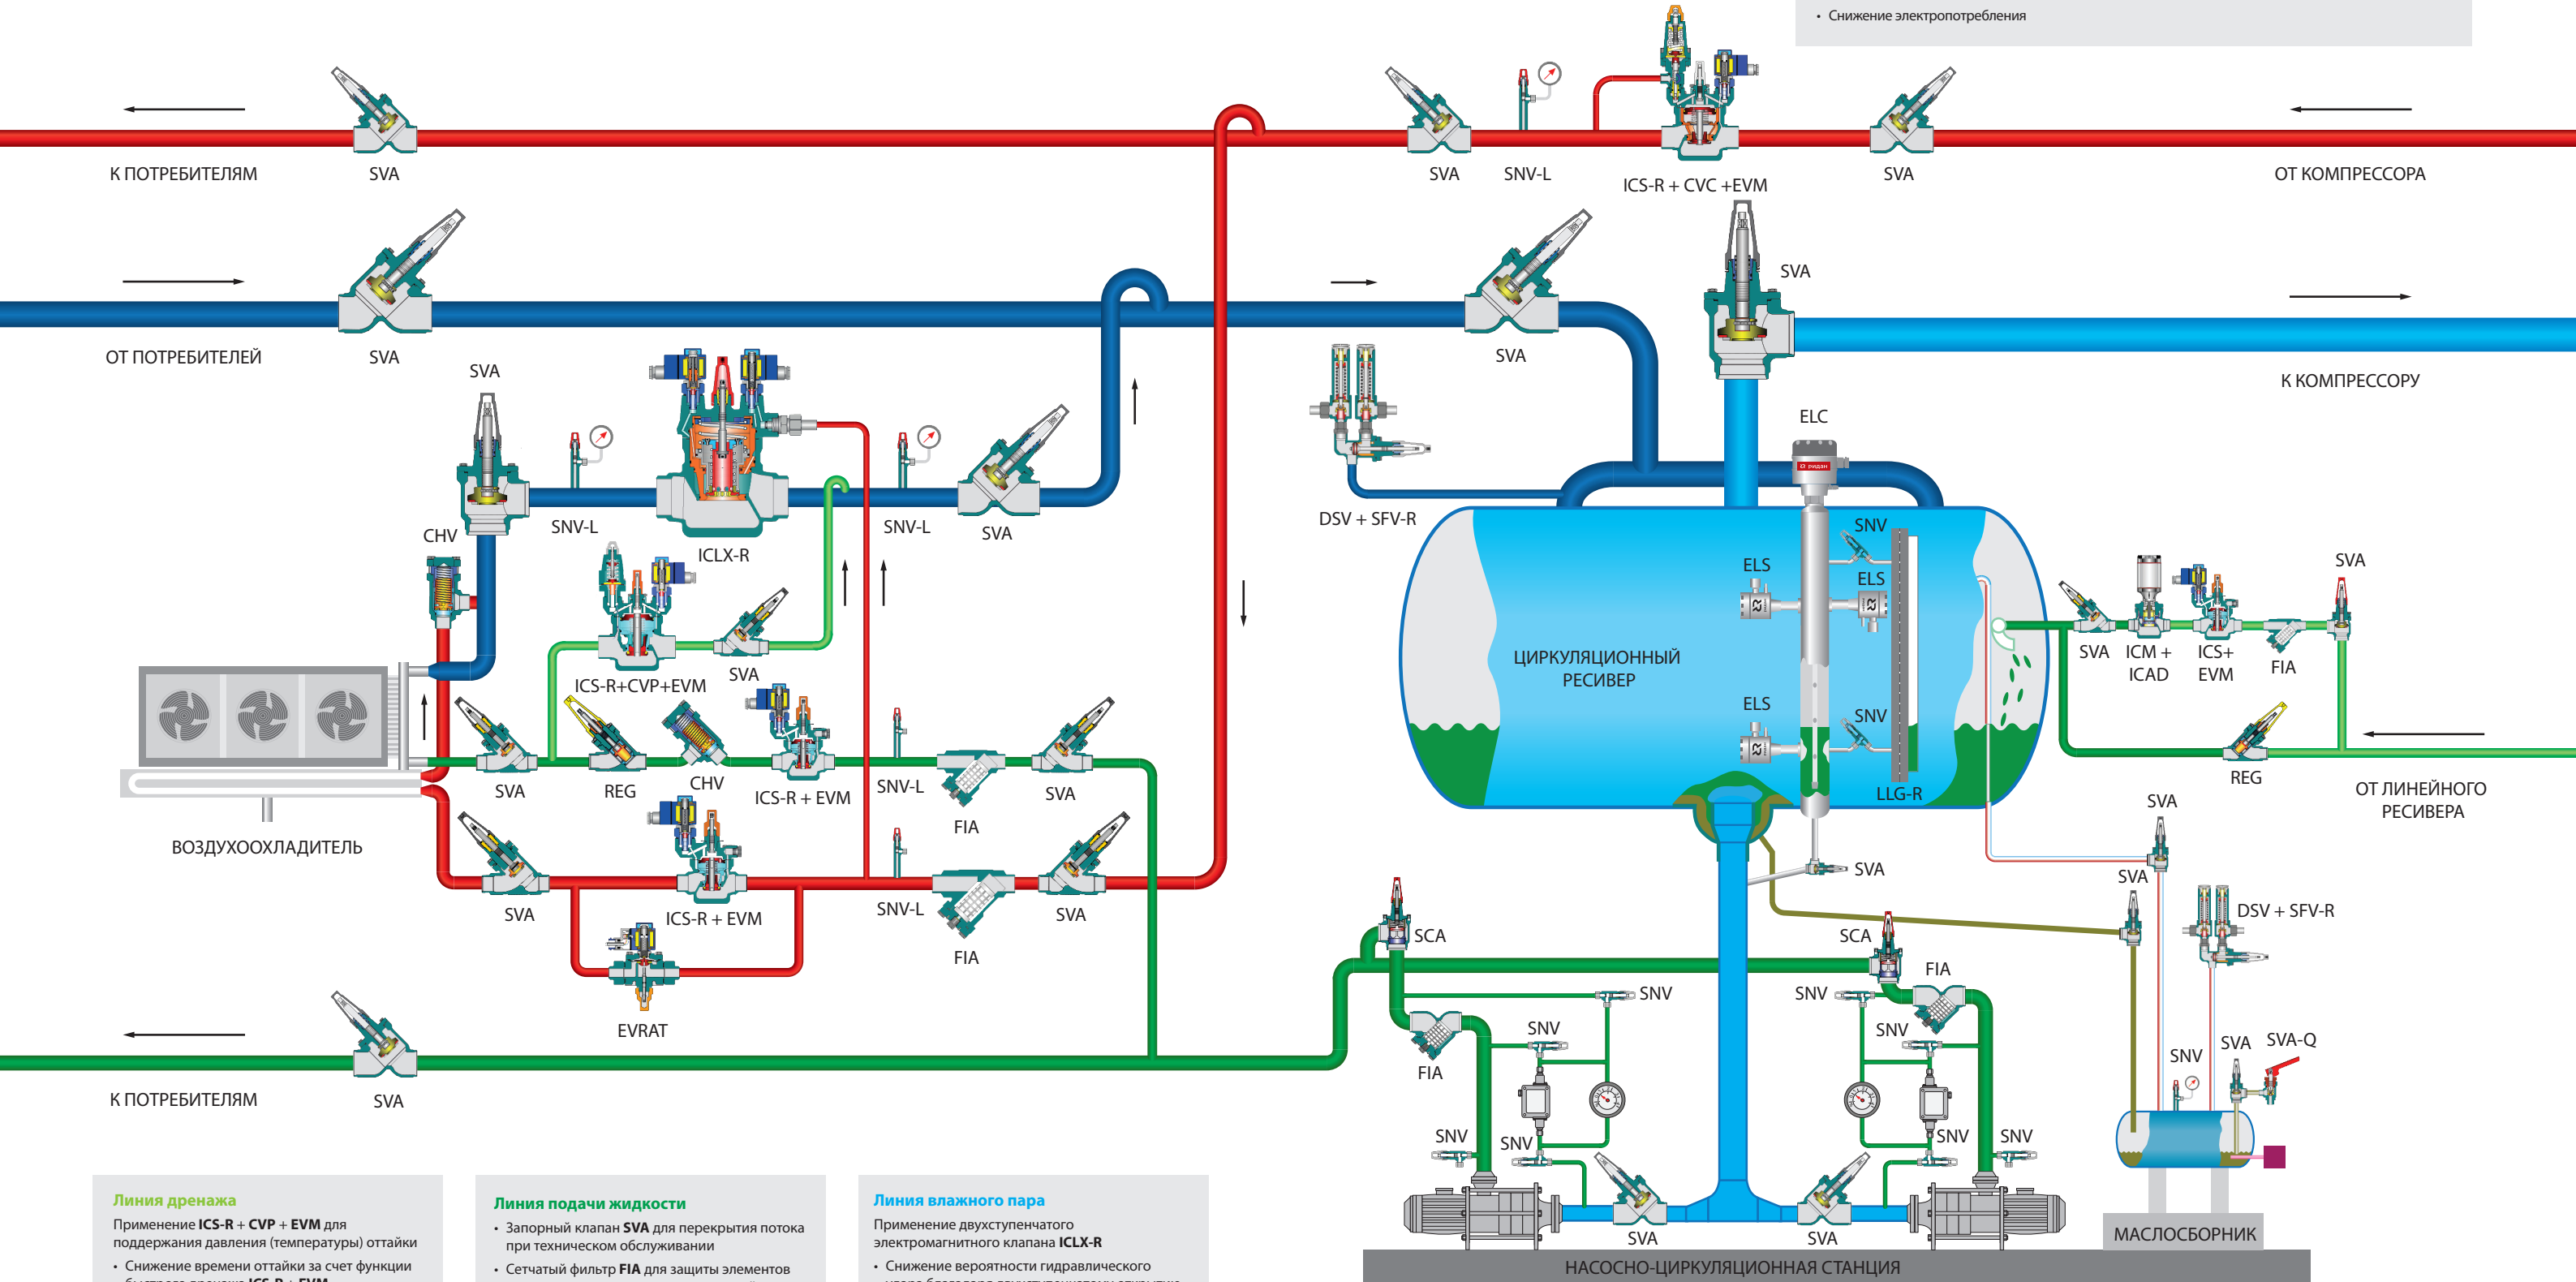 • Снижение электропотребления
К ПОТРЕБИТЕЛЯМ
SVA
SVA
SNV-L
ICS-R + CVC +EVM
SVA
ОТ КОМПРЕССОРА
ОТ ПОТРЕБИТЕЛЕЙ
SVA
SVA
SVA
К КОМПРЕССОРУ
SVA
CHV
SNV-L
ICLX-R
SNV-L
SVA
DSV + SFV-R
ELC
ридан
SNV
ELS
ELS
ЦИРКУЛЯЦИОННЫЙ
РЕСИВЕР
ELS
SNV
LLG-R
SVA
SVA
ICM +
ICAD
ICS+
EVM
FIA
REG
ОТ ЛИНЕЙНОГО
РЕСИВЕРА
ICS-R+CVP+EVM
SVA
SVA
REG
CHV
ICS-R + EVM
SNV-L
FIA
SVA
ВОЗДУХООХЛАДИТЕЛЬ
SVA
ICS-R + EVM
SNV-L
FIA
SVA
EVRAT
SVA
SVA
SVA
DSV + SFV-R
SCA
SCA
FIA
SNV
SNV
SNV
SNV
FIA
SNV
SNV
SNV
SNV
SNV
SVA
SVA-Q
К ПОТРЕБИТЕЛЯМ
SVA
SVA
SVA
МАСЛОСБОРНИК
НАСОСНО-ЦИРКУЛЯЦИОННАЯ СТАНЦИЯ
Линия дренажа
Применение ICS-R + CVP + EVM для
поддержания давления (температуры) оттайки
• Снижение времени оттайки за счет функции
быстрого дренажа ICS-R + EVM
Линия подачи жидкости
• Запорный клапан SVA для перекрытия потока
при техническом обслуживании
• Сетчатый фильтр FIA для защиты элементов
Линия влажного пара
Применение двухступенчатого
электромагнитного клапана ICLX-R
• Снижение вероятности гидравлического